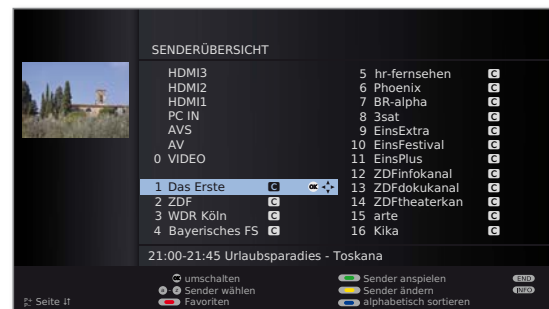 SENDERÜBERSICHT
HDMI3
HDMI2
HDMI1
PC IN
AVS
AV
0 VIDEO
1 Das Erste C OK
2 ZDF C
3 WDR Köln C
4 Bayerisches FS C
5 hr-fernsehen C
6 Phoenix C
7 BR-alpha C
8 3sat C
9 EinsExtra C
10 EinsFestival C
11 EinsPlus C
12 ZDFinfokanal C
13 ZDFdokukanal C
14 ZDFtheaterkan C
15 arte C
16 Kika C
21:00-21:45 Urlaubsparadies - Toskana
OK umschalten
Sender wählen
Favoriten
Sender anspielen
Sender ändern
alphabetisch sortieren
END
INFO
P+ Seite